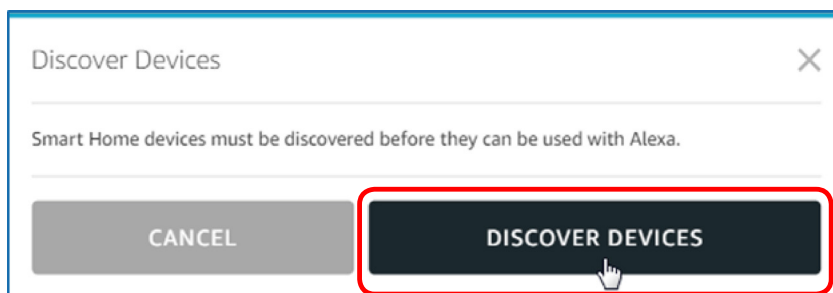 Discover Devices
Smart Home devices must be discovered before they can be used with Alexa.
CANCEL
DISCOVER DEVICES